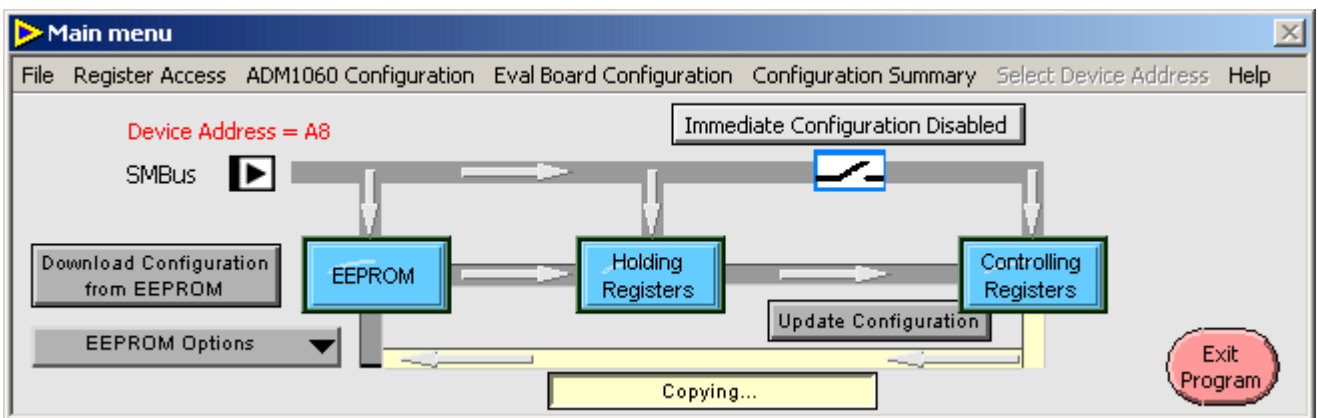 Main menu
File Register Access ADM1060 Configuration Eval Board Configuration Configuration Summary Select Device Address Help
Device Address = A8
Immediate Configuration Disabled
SMBus
Download Configuration
from EEPROM
EEPROM
Holding
Registers
Controlling
Registers
Update Configuration
EEPROM Options
Exit
Program
Copying...